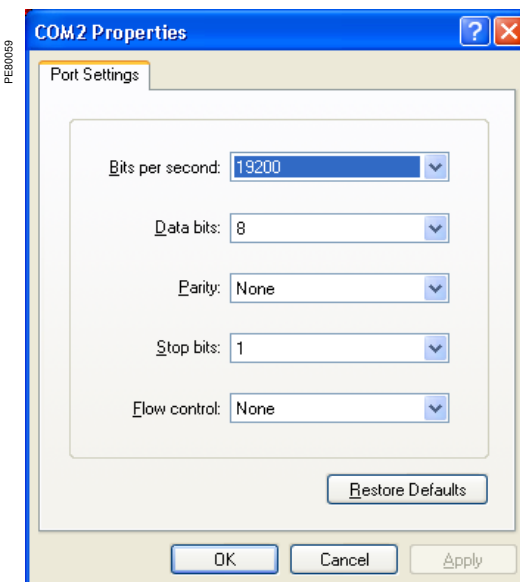 COM2 Properties
PE80059
Port Settings
Bits per second: 19200
Data bits: 8
Parity: None
Stop bits: 1
Flow control: None
Restore Defaults
OK Cancel Apply